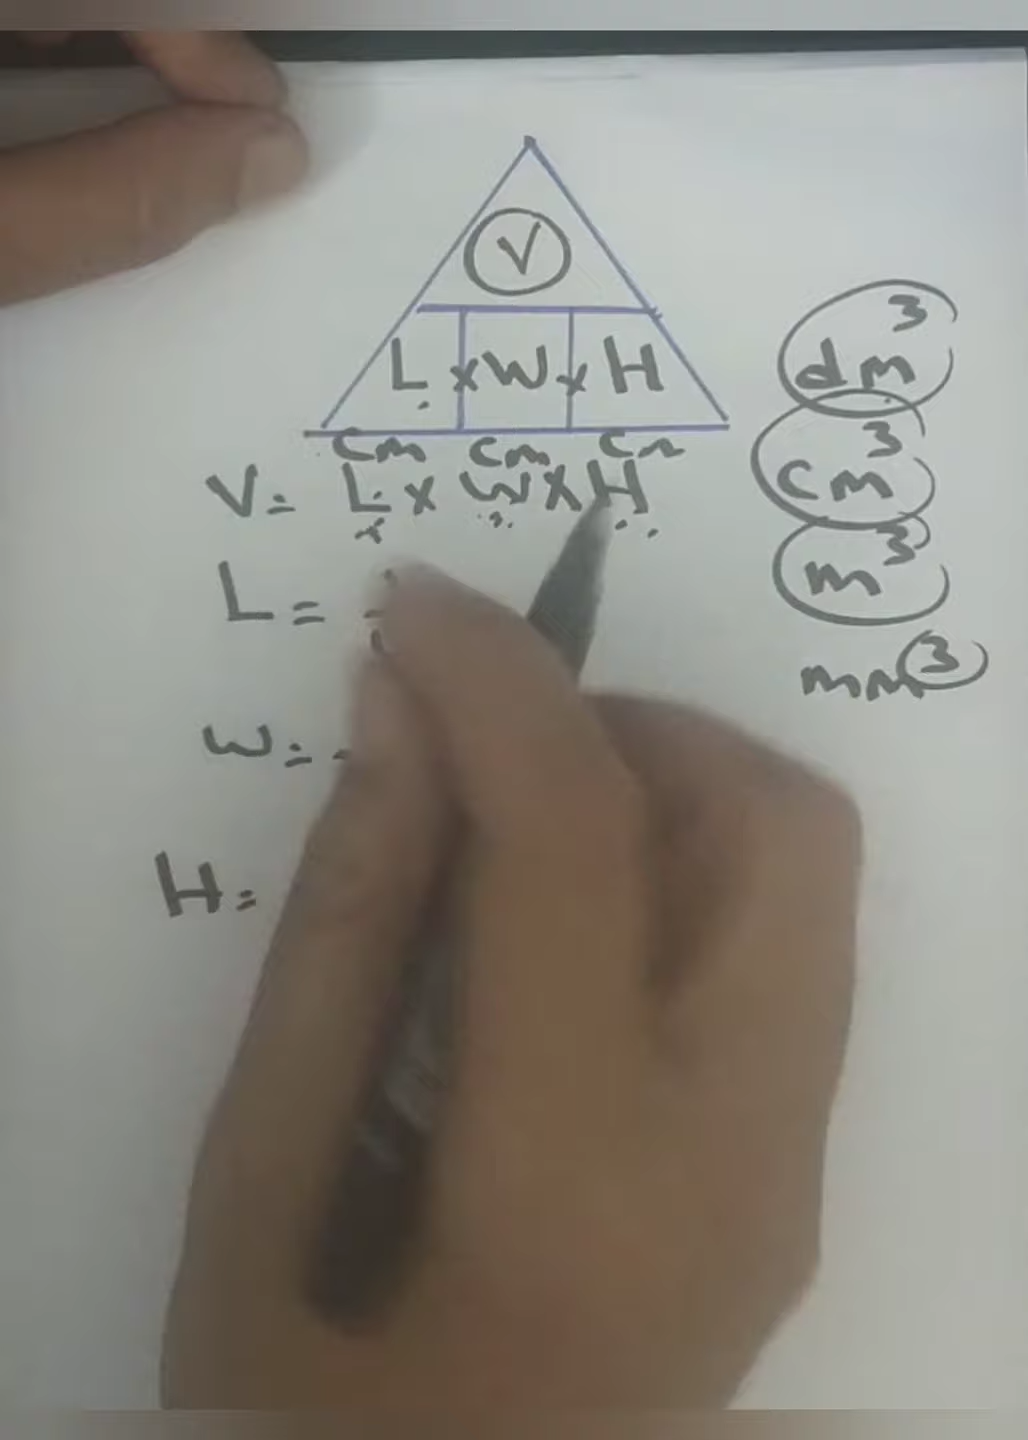 V
L × W × H
cm cm cm
V = L × W × H
L =
W =
H =
dm³
cm³
m³
mm³